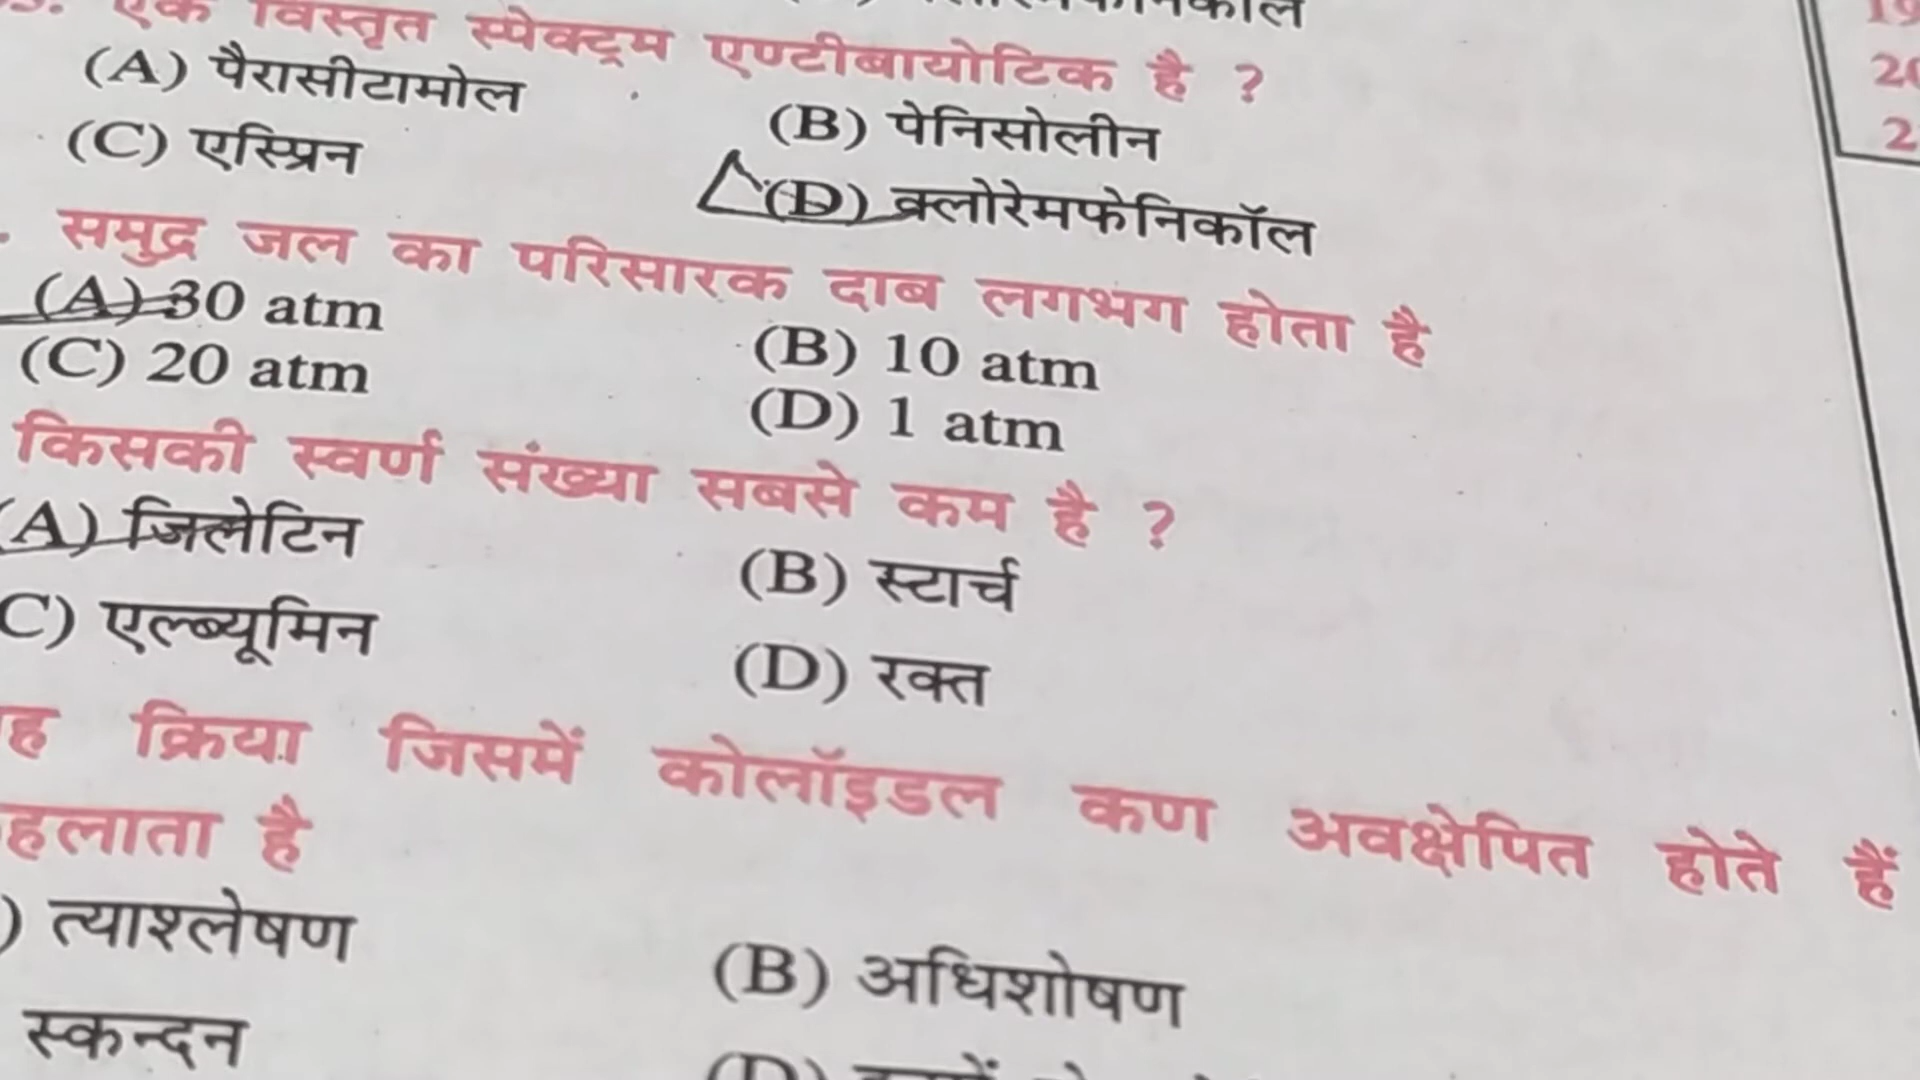 एक विस्तृत स्पेक्ट्रम एण्टीबायोटिक है ?
(A) पैरासीटामोल (B) पेनिसोलीन
(C) एस्प्रिन (D) क्लोरेमफेनिकॉल
समुद्र जल का परिसारक दाब लगभग होता है
(A) 30 atm (B) 10 atm
(C) 20 atm (D) 1 atm
किसकी स्वर्ण संख्या सबसे कम है ?
(A) जिलेटिन (B) स्टार्च
C) एल्ब्यूमिन (D) रक्त
ह क्रिया जिसमें कोलॉइडल कण अवक्षेपित होते हैं
हलाता है
) त्याश्लेषण (B) अधिशोषण
स्कन्दन (D)